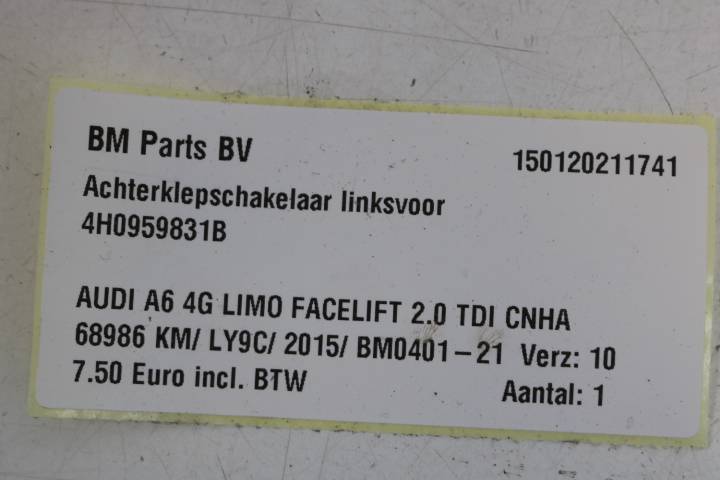 BM Parts BV 150120211741
Achterklepschakelaar linksvoor
4H0959831B
AUDI A6 4G LIMO FACELIFT 2.0 TDI CNHA
68986 KM/ LY9C/ 2015/ BM0401-21 Verz: 10
7.50 Euro incl. BTW Aantal: 1